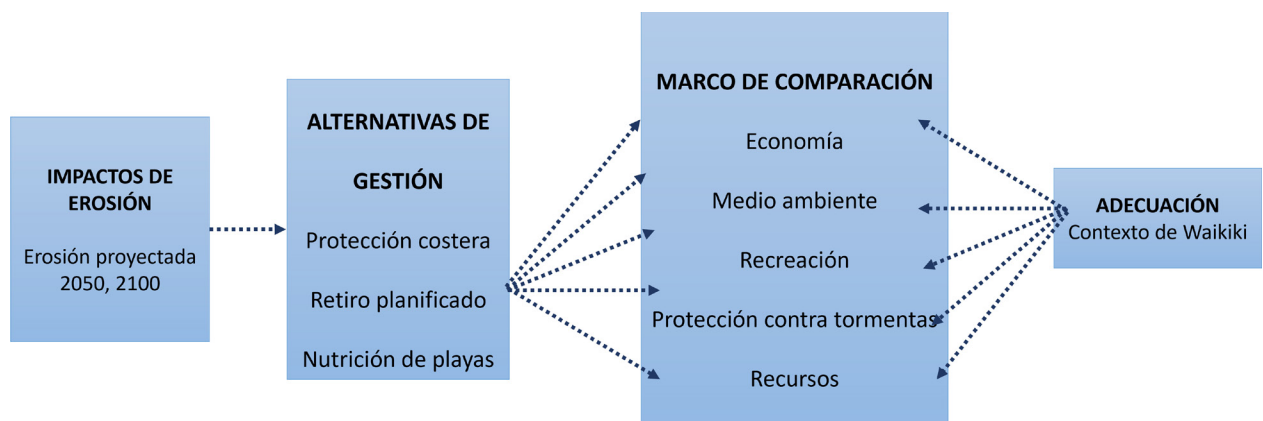 IMPACTOS DE
EROSIÓN
Erosión proyectada
2050, 2100
ALTERNATIVAS DE
GESTIÓN
Protección costera
Retiro planificado
Nutrición de playas
MARCO DE COMPARACIÓN
Economía
Medio ambiente
Recreación
Protección contra tormentas
Recursos
ADECUACIÓN
Contexto de Waikiki